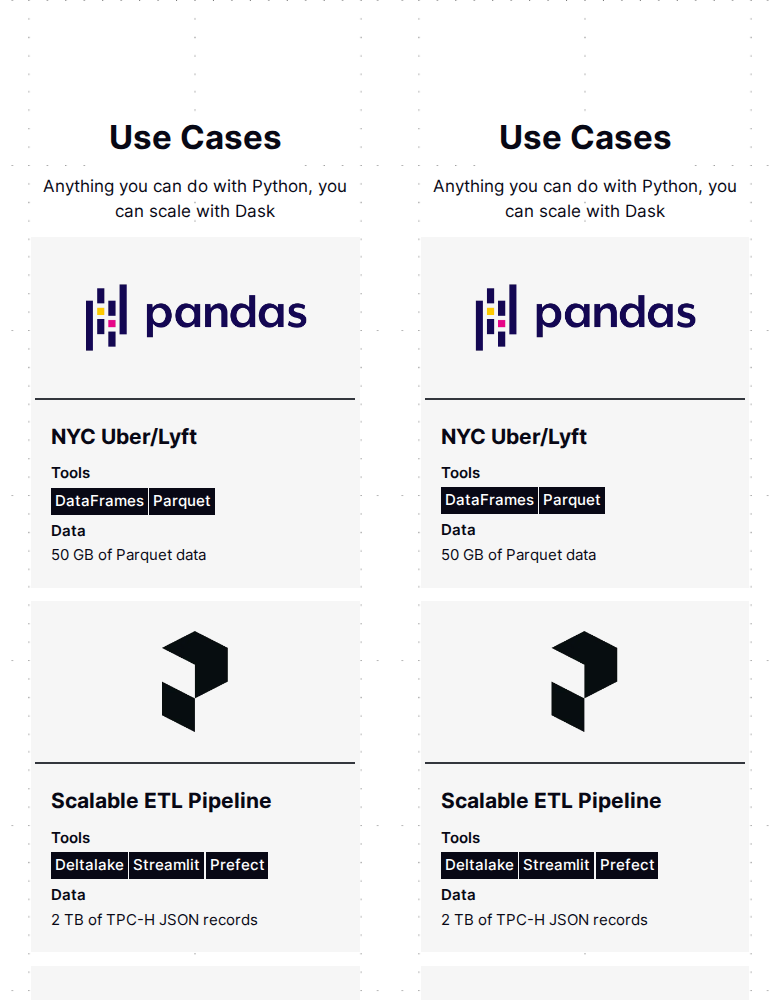 Use Cases
Anything you can do with Python, you
can scale with Dask
pandas
NYC Uber/Lyft
Tools
DataFrames Parquet
Data
50 GB of Parquet data
Scalable ETL Pipeline
Tools
Deltalake Streamlit Prefect
Data
2 TB of TPC-H JSON records
Use Cases
Anything you can do with Python, you
can scale with Dask
pandas
NYC Uber/Lyft
Tools
DataFrames Parquet
Data
50 GB of Parquet data
Scalable ETL Pipeline
Tools
Deltalake Streamlit Prefect
Data
2 TB of TPC-H JSON records